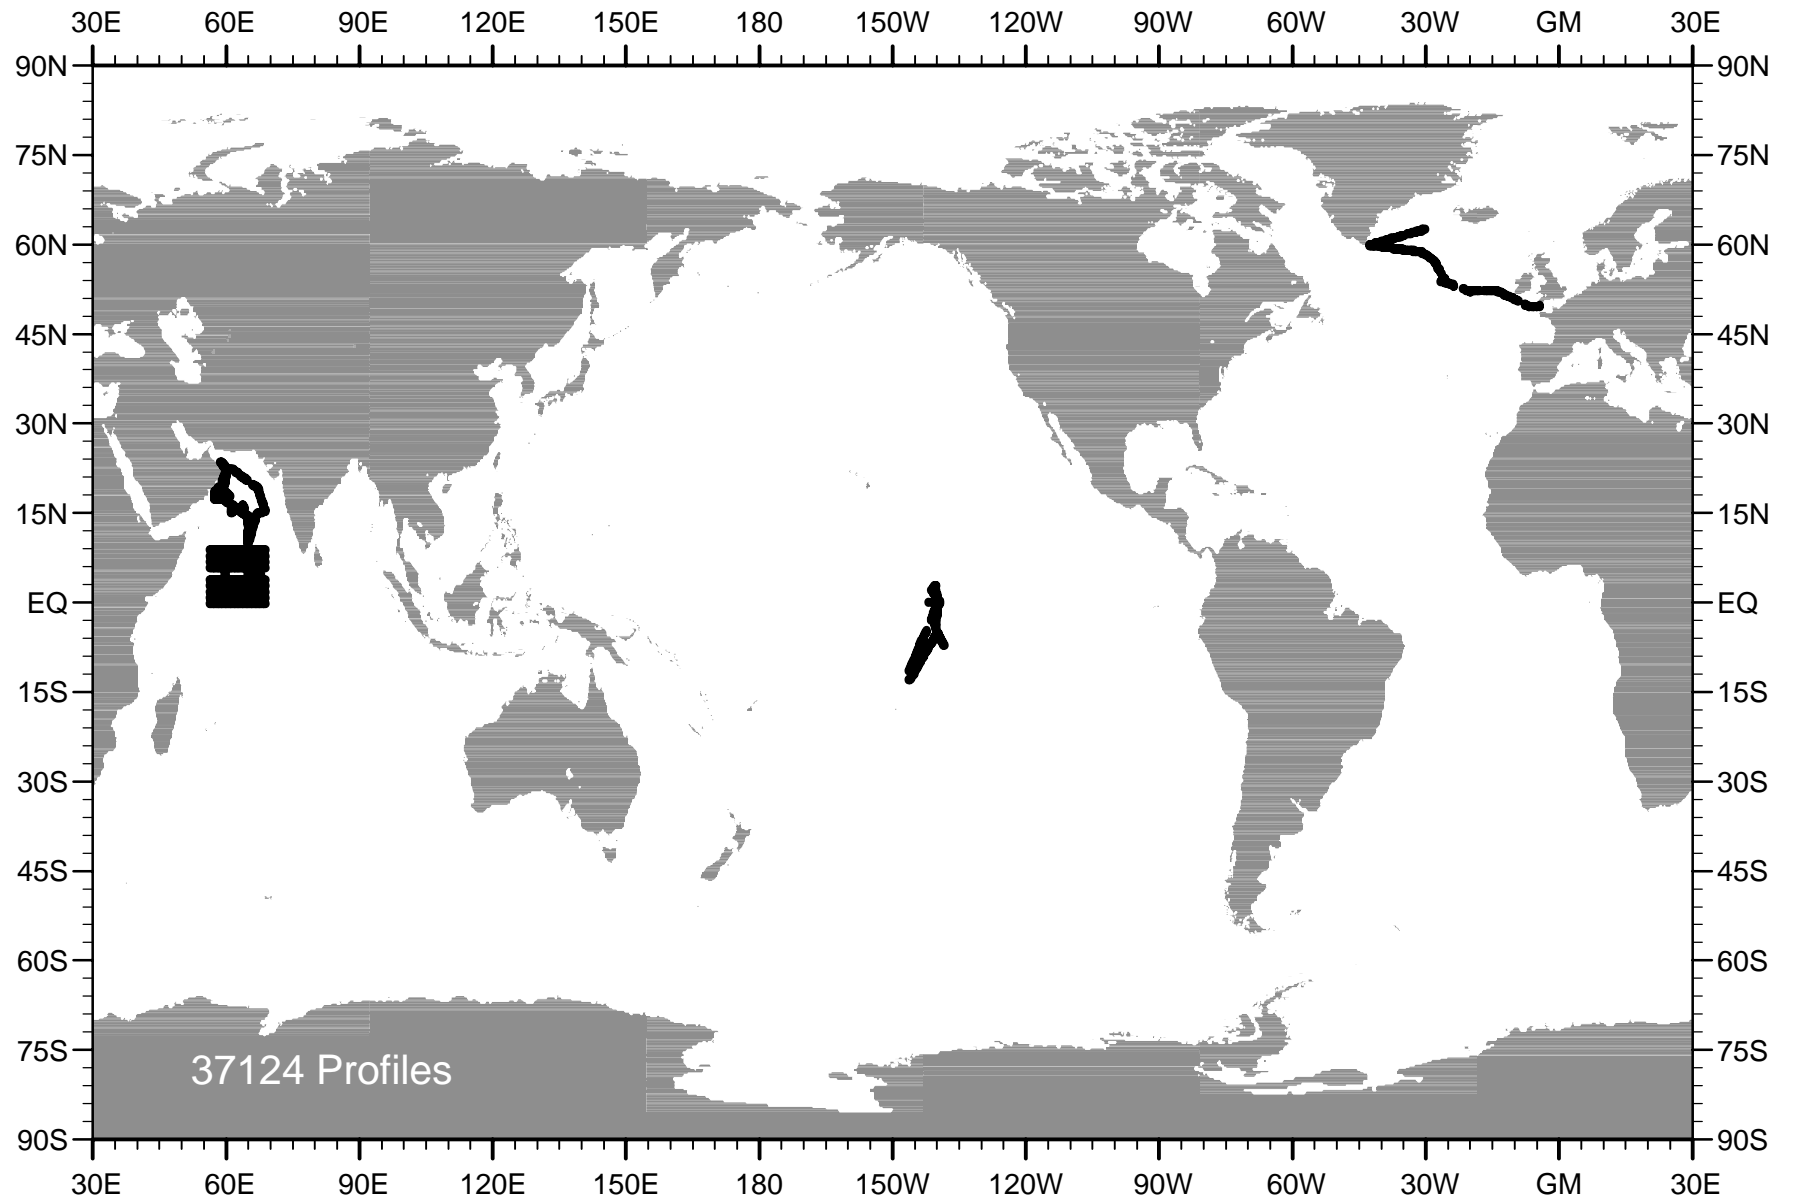 30E 60E 90E 120E 150E 180 150W 120W 90W 60W 30W GM 30E
90N 90N
75N 75N
60N 60N
45N 45N
30N 30N
15N 15N
EQ EQ
15S 15S
30S 30S
45S 45S
60S 60S
75S 75S
37124 Profiles
90S 90S
30E 60E 90E 120E 150E 180 150W 120W 90W 60W 30W GM 30E